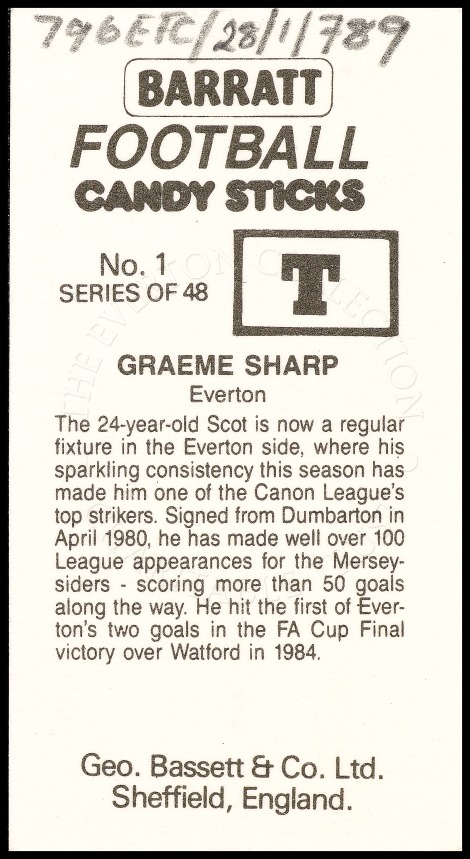 796EFC/28/1/789
BARRATT
FOOTBALL
CANDY STICKS
No. 1
SERIES OF 48
T
GRAEME SHARP
Everton
The 24-year-old Scot is now a regular
fixture in the Everton side, where his
sparkling consistency this season has
made him one of the Canon League's
top strikers. Signed from Dumbarton in
April 1980, he has made well over 100
League appearances for the Mersey-
siders - scoring more than 50 goals
along the way. He hit the first of Ever-
ton's two goals in the FA Cup Final
victory over Watford in 1984.
Geo. Bassett & Co. Ltd.
Sheffield, England.
THE EVERTON COLLECTION